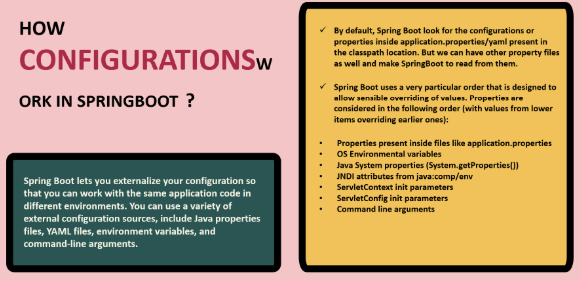 HOW
CONFIGURATIONSW
ORK IN SPRINGBOOT ?
Spring Boot lets you externalize your configuration so
that you can work with the same application code in
different environments. You can use a variety of
external configuration sources, include Java properties
files, YAML files, environment variables, and
command-line arguments.
✓ By default, Spring Boot look for the configurations or
properties inside application.properties/yaml present in
the classpath location. But we can have other property files
as well and make SpringBoot to read from them.
✓ Spring Boot uses a very particular order that is designed to
allow sensible overriding of values. Properties are
considered in the following order (with values from lower
items overriding earlier ones):
• Properties present inside files like application.properties
• OS Environmental variables
• Java System properties (System.getProperties())
• JNDI attributes from java:comp/env
• ServletContext init parameters
• ServletConfig init parameters
• Command line arguments